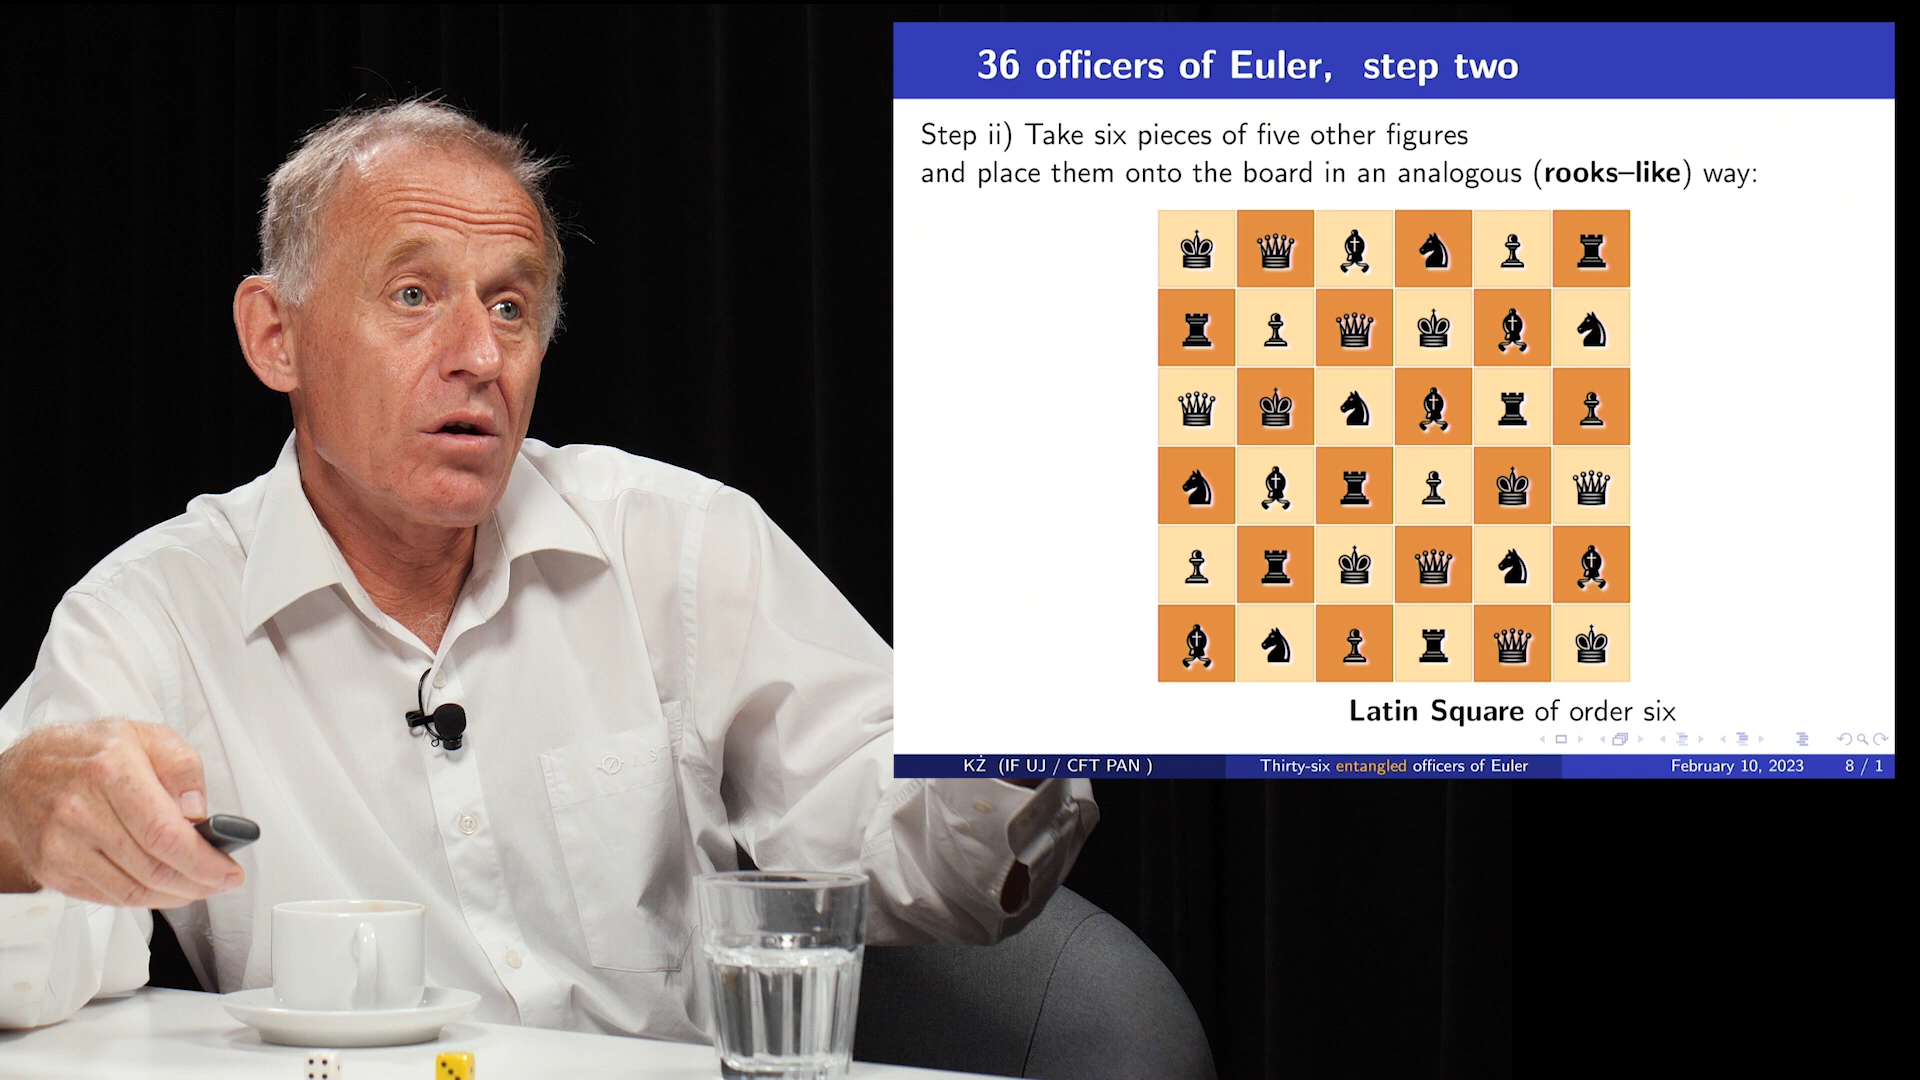 36 officers of Euler, step two
Step ii) Take six pieces of five other figures
and place them onto the board in an analogous (rooks–like) way:
Latin Square of order six
KŻ (IF UJ / CFT PAN )
Thirty-six entangled officers of Euler
February 10, 2023
8 / 1